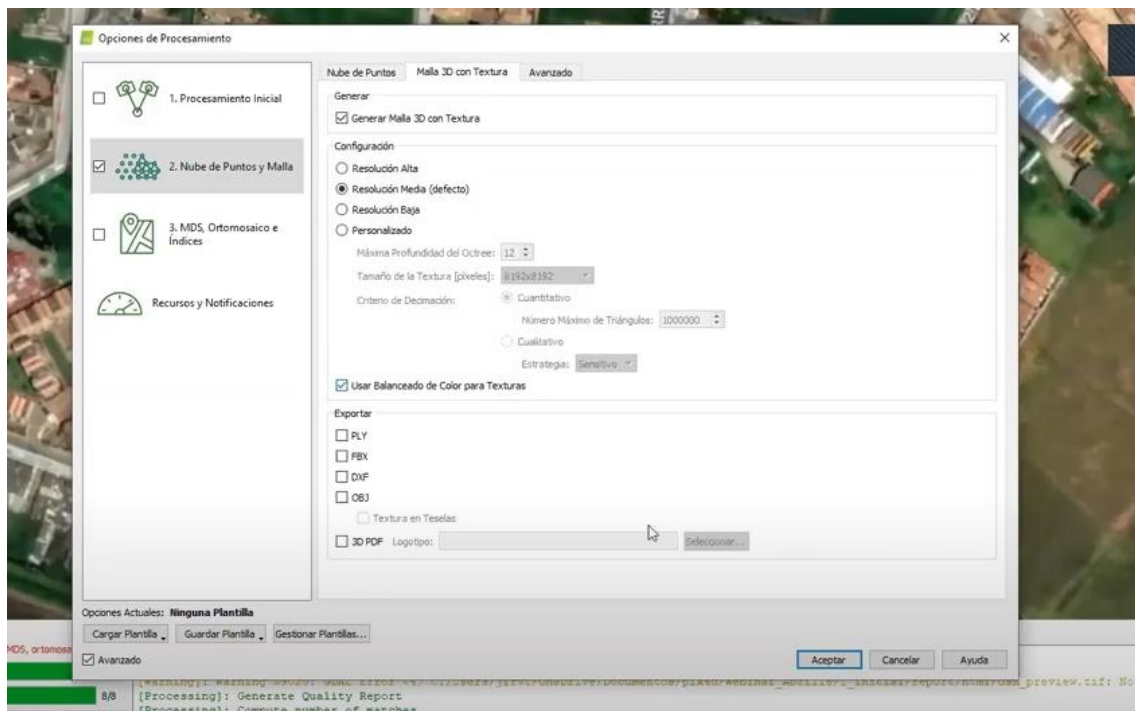 Opciones de Procesamiento
1. Procesamiento Inicial
2. Nube de Puntos y Malla
3. MDS, Ortomosaico e
Índices
Recursos y Notificaciones
Nube de Puntos Malla 3D con Textura Avanzado
Generar
Generar Malla 3D con Textura
Configuración
Resolución Alta
Resolución Media (defecto)
Resolución Baja
Personalizado
Máxima Profundidad del Octree: 12
Tamaño de la Textura [píxeles]: 8192x8192
Criterio de Decimación: Cuantitativo
Número Máximo de Triángulos: 1000000
Cualitativo
Estrategia: Sensitivo
Usar Balanceado de Color para Texturas
Exportar
PLY
FBX
DXF
OBJ
Textura en Teselas
3D PDF Logotipo: Seleccionar...
Opciones Actuales: Ninguna Plantilla
Cargar Plantilla Guardar Plantilla Gestionar Plantillas...
Avanzado
Aceptar Cancelar Ayuda
MDS, ortomosa
8/8 [Processing]: Generate Quality Report
[Processing]: Compute number of matches